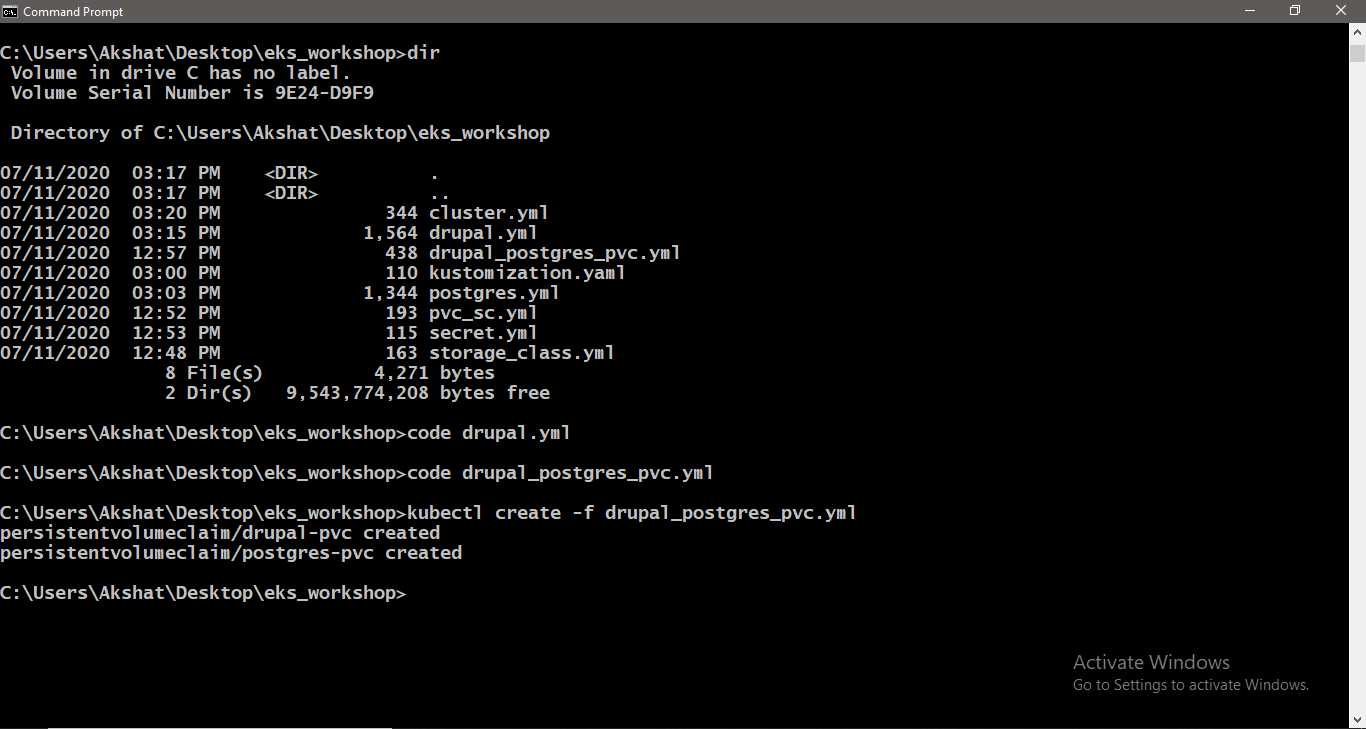 Command Prompt
C:\Users\Akshat\Desktop\eks_workshop>dir
Volume in drive C has no label.
Volume Serial Number is 9E24-D9F9
Directory of C:\Users\Akshat\Desktop\eks_workshop
07/11/2020  03:17 PM    <DIR>          .
07/11/2020  03:17 PM    <DIR>          ..
07/11/2020  03:20 PM               344 cluster.yml
07/11/2020  03:15 PM             1,564 drupal.yml
07/11/2020  12:57 PM               438 drupal_postgres_pvc.yml
07/11/2020  03:00 PM               110 kustomization.yaml
07/11/2020  03:03 PM             1,344 postgres.yml
07/11/2020  12:52 PM               193 pvc_sc.yml
07/11/2020  12:53 PM               115 secret.yml
07/11/2020  12:48 PM               163 storage_class.yml
8 File(s)          4,271 bytes
2 Dir(s)   9,543,774,208 bytes free
C:\Users\Akshat\Desktop\eks_workshop>code drupal.yml
C:\Users\Akshat\Desktop\eks_workshop>code drupal_postgres_pvc.yml
C:\Users\Akshat\Desktop\eks_workshop>kubectl create -f drupal_postgres_pvc.yml
persistentvolumeclaim/drupal-pvc created
persistentvolumeclaim/postgres-pvc created
C:\Users\Akshat\Desktop\eks_workshop>
Activate Windows
Go to Settings to activate Windows.